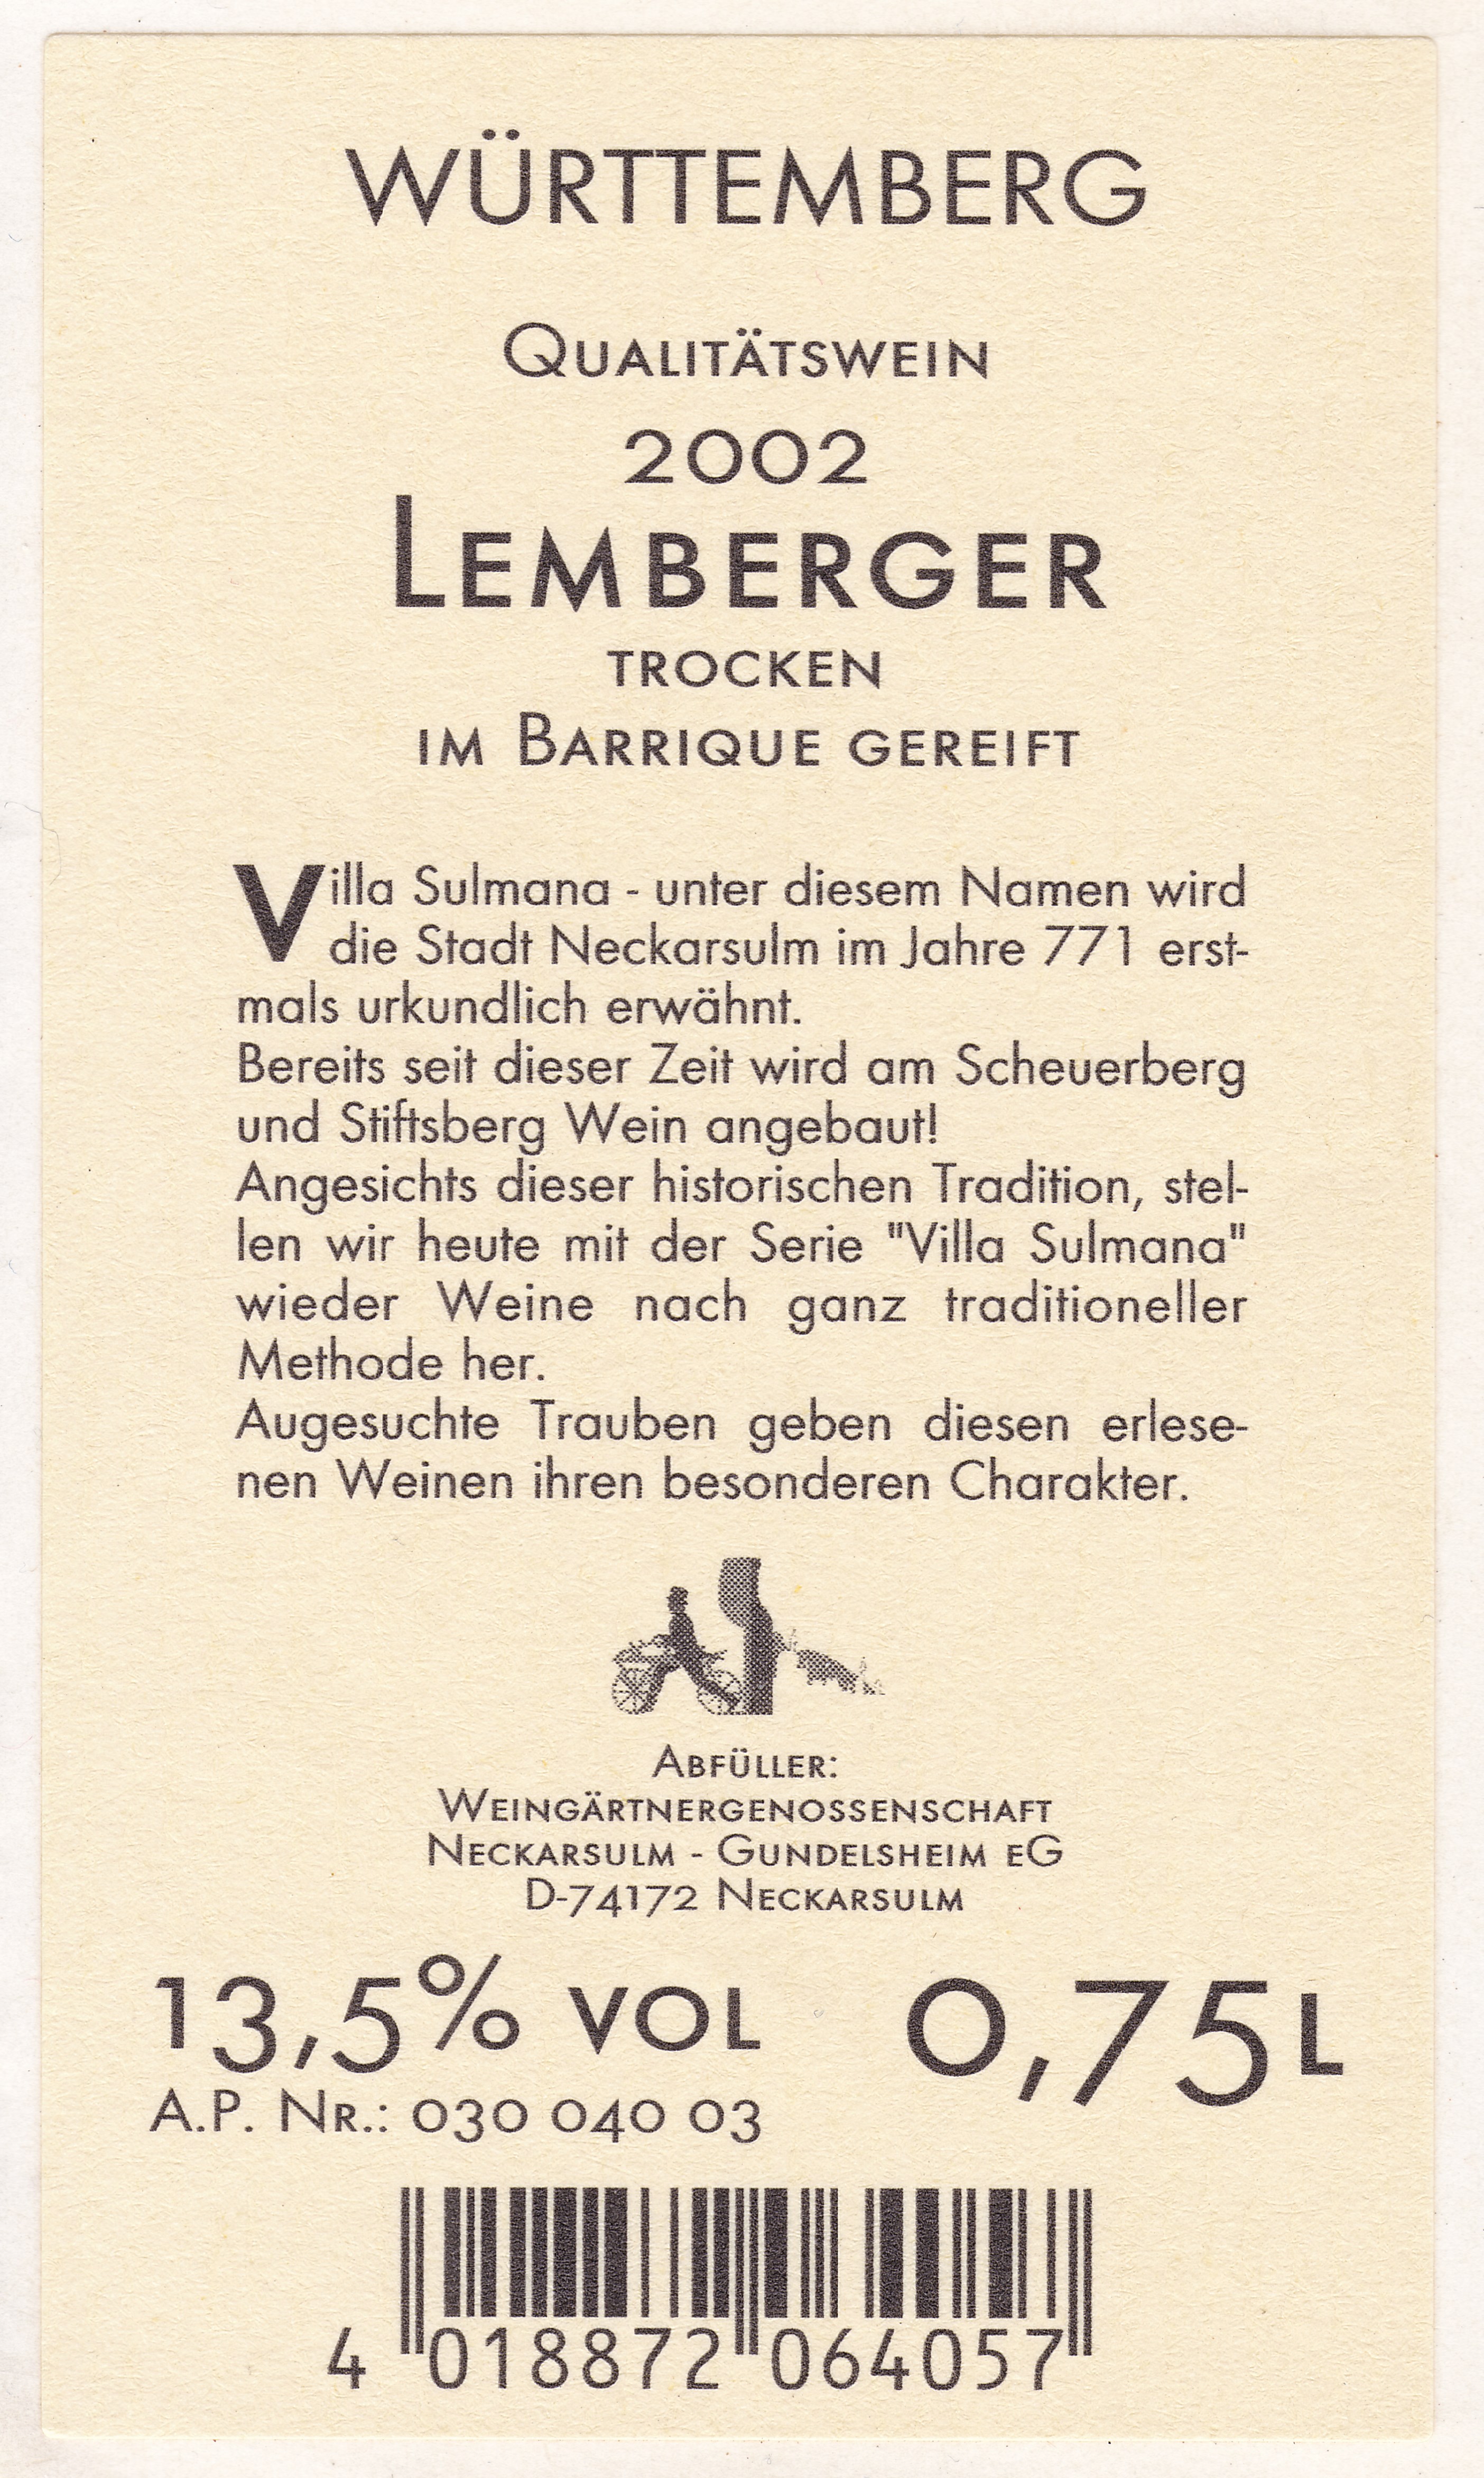 WÜRTTEMBERG
QUALITÄTSWEIN
2002
LEMBERGER
TROCKEN
IM BARRIQUE GEREIFT
Villa Sulmana - unter diesem Namen wird
die Stadt Neckarsulm im Jahre 771 erst-
mals urkundlich erwähnt.
Bereits seit dieser Zeit wird am Scheuerberg
und Stiftsberg Wein angebaut!
Angesichts dieser historischen Tradition, stel-
len wir heute mit der Serie "Villa Sulmana"
wieder Weine nach ganz traditioneller
Methode her.
Augesuchte Trauben geben diesen erlese-
nen Weinen ihren besonderen Charakter.
ABFÜLLER:
WEINGÄRTNERGENOSSENSCHAFT
NECKARSULM - GUNDELSHEIM EG
D-74172 NECKARSULM
13,5% VOL 0,75L
A.P. NR.: 030 040 03
4 018872 064057